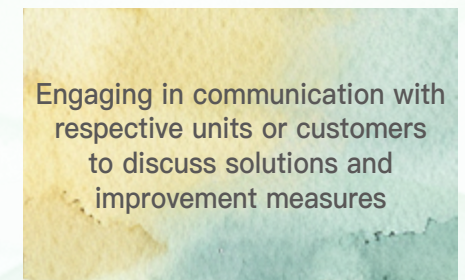 Engaging in communication with
respective units or customers
to discuss solutions and
improvement measures